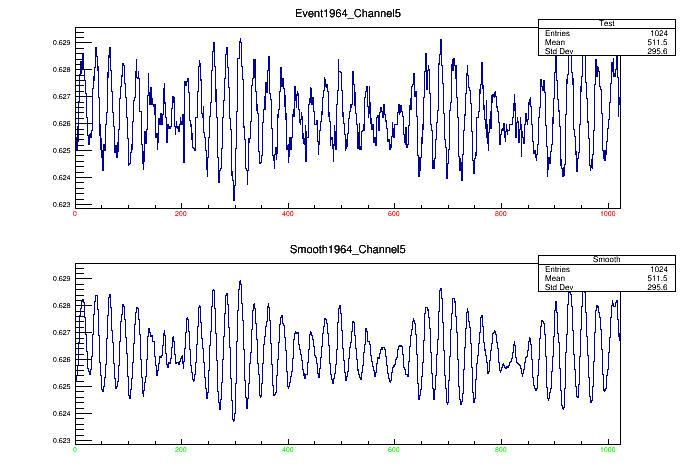 Event1964_Channel5
Test
Entries 1024
Mean 511.5
Std Dev 295.6
0.629
0.628
0.627
0.626
0.625
0.624
0.623
0 200 400 600 800 1000
Smooth1964_Channel5
Smooth
Entries 1024
Mean 511.5
Std Dev 295.6
0.629
0.628
0.627
0.626
0.625
0.624
0.623
0 200 400 600 800 1000